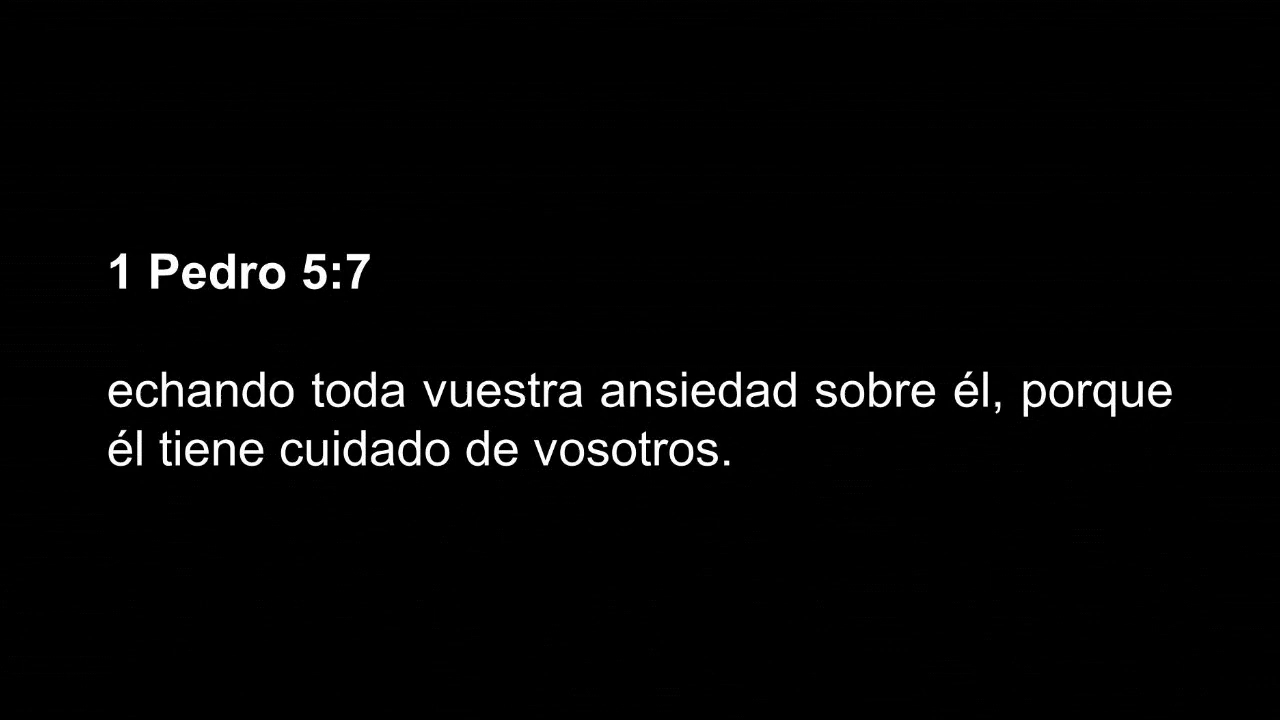 1 Pedro 5:7
echando toda vuestra ansiedad sobre él, porque
él tiene cuidado de vosotros.